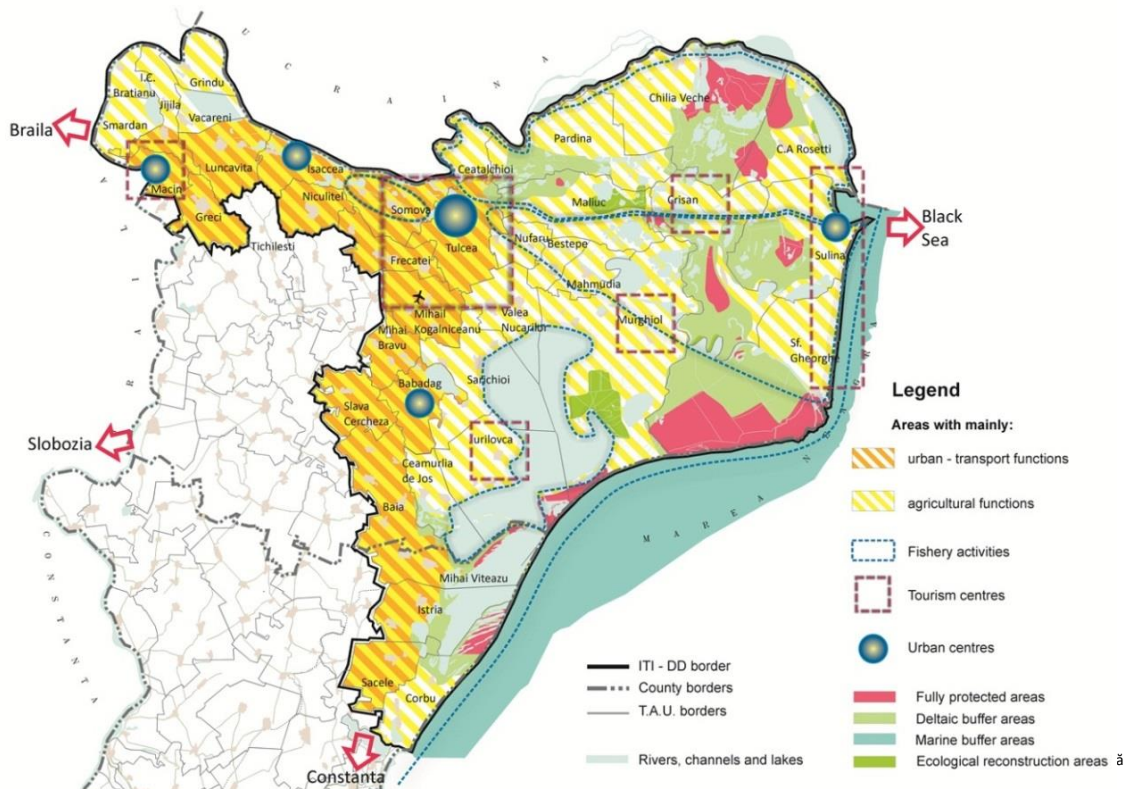 U C R A I N A
I.C.
Bratianu
Grindu
Jijila
Smardan
Vacareni
Braila
Macin
Luncavita
Isaccea
Niculitel
Greci
Tichilesti
Somova
Tulcea
Frecatei
Ceatalchioi
Pardina
Chilia Veche
C.A Rosetti
Maliuc
Crisan
Nufaru
Bestepe
Mahmudia
Sulina
Black
Sea
Mihail
Kogalniceanu
Mihai
Bravu
Valea
Nucarilor
Murghiol
Sf.
Gheorghe
Babadag
Sarichioi
Slava
Cercheza
Jurilovca
Ceamurlia
de Jos
Baia
Slobozia
Mihai Viteazu
Istria
Sacele
Corbu
Constanta
C O N S T A N T A
M A R E A N E A G R A
Legend
Areas with mainly:
urban - transport functions
agricultural functions
Fishery activities
Tourism centres
Urban centres
Fully protected areas
Deltaic buffer areas
Marine buffer areas
Ecological reconstruction areas
ITI - DD border
County borders
T.A.U. borders
Rivers, channels and lakes